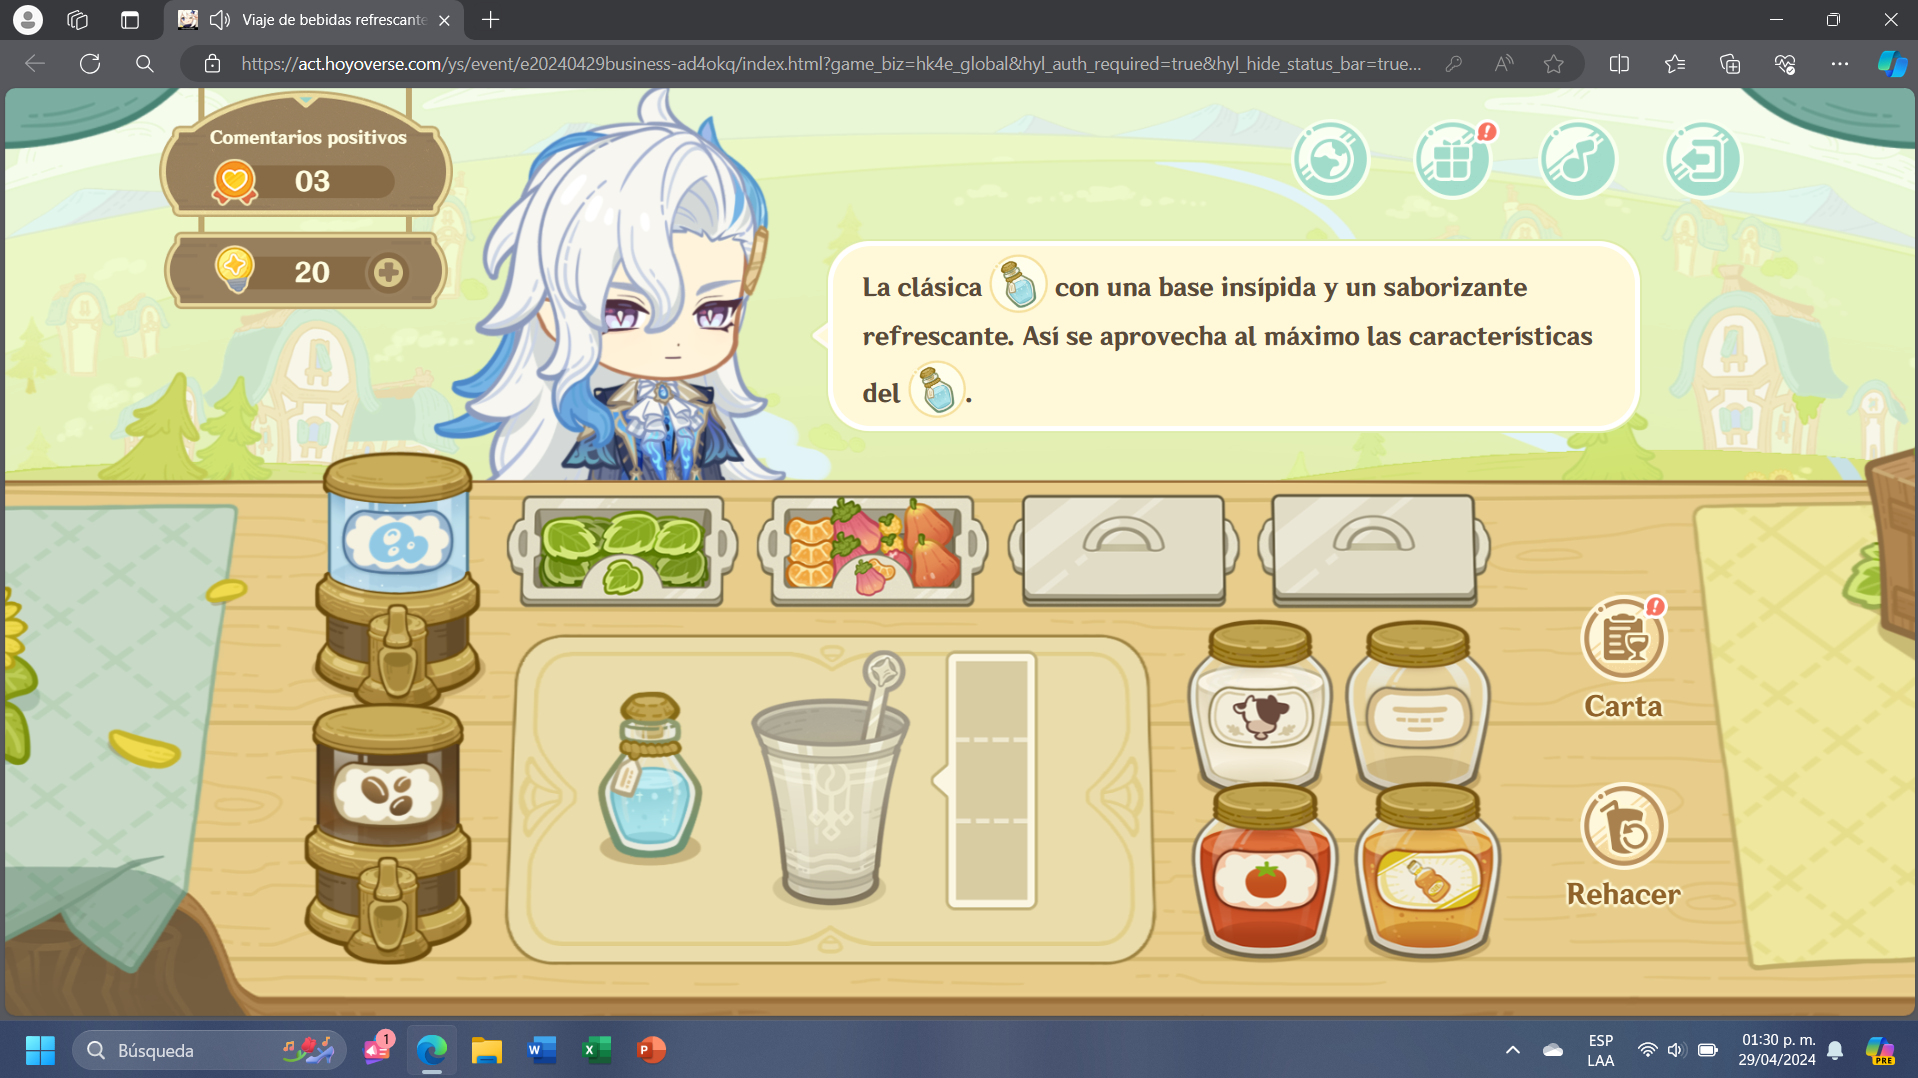 Viaje de bebidas refrescante
https://act.hoyoverse.com/ys/event/e20240429business-ad4okq/index.html?game_biz=hk4e_global&hyl_auth_required=true&hyl_hide_status_bar=true...
Comentarios positivos
03
20
La clásica con una base insípida y un saborizante
refrescante. Así se aprovecha al máximo las características
del .
Carta
Rehacer
Búsqueda
1
ESP
LAA
01:30 p. m.
29/04/2024
PRE